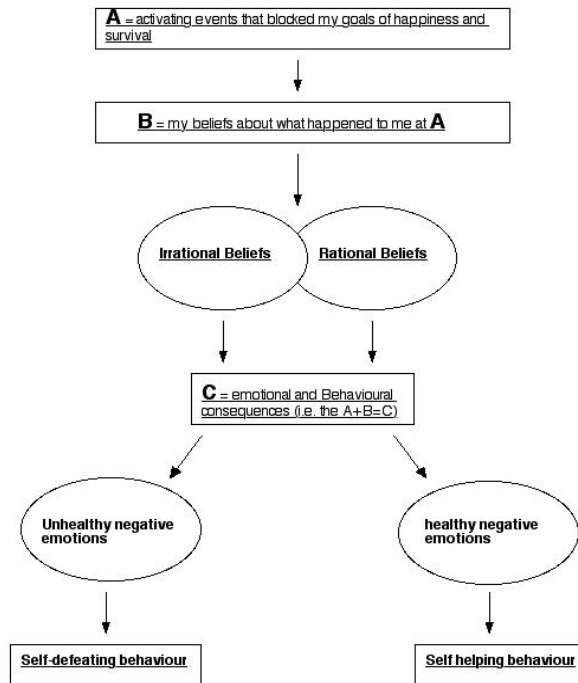 A = activating events that blocked my goals of happiness and
survival
B = my beliefs about what happened to me at A
Irrational Beliefs
Rational Beliefs
C = emotional and Behavioural
consequences (i.e. the A+B=C)
Unhealthy negative
emotions
healthy negative
emotions
Self-defeating behaviour
Self helping behaviour